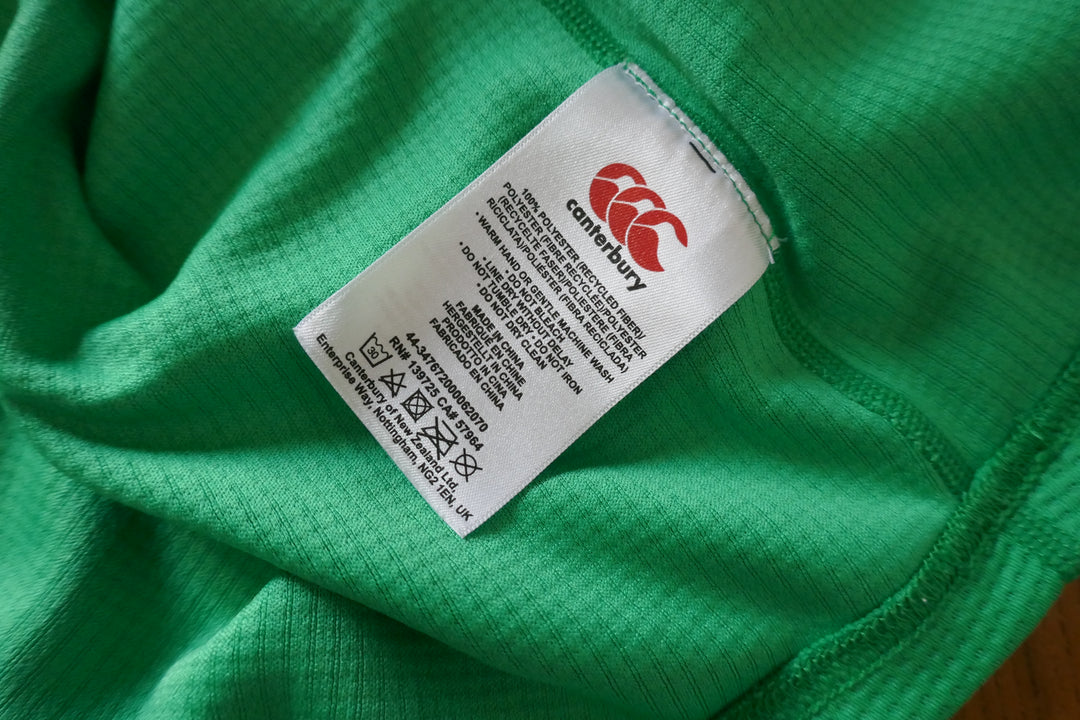 canterbury
100% POLYESTER (RECYCLED FIBER)/
POLYESTER (FIBRE RECYCLÉE)/POLYESTER
(RECYCELTE FASER)/POLIESTERE (FIBRA
RICICLATA)/POLIÉSTER (FIBRA RECICLADA)
• WARM HAND OR GENTLE MACHINE WASH
• DO NOT BLEACH
• LINE DRY WITHOUT DELAY
• DO NOT TUMBLE DRY • DO NOT IRON
• DO NOT DRY CLEAN
MADE IN CHINA
FABRIQUÉ EN CHINE
HERGESTELLT IN CHINA
PRODOTTO IN CINA
FABRICADO EN CHINA
44-347672000062070
RN# 139725 CA# 57964
30
Canterbury of New Zealand Ltd.
Enterprise Way, Nottingham, NG2 1EN, UK